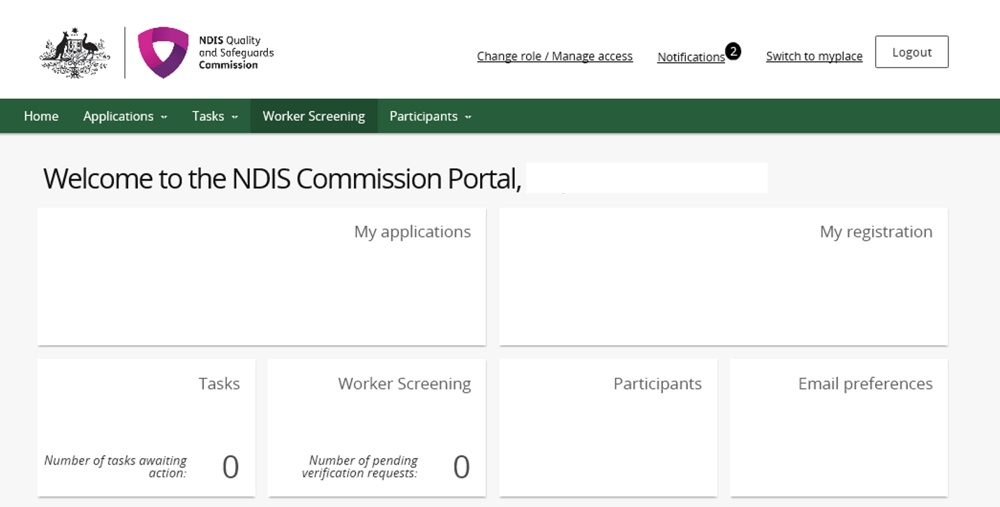 NDIS Quality
and Safeguards
Commission
Change role / Manage access
Notifications 2
Switch to myplace
Logout
Home
Applications
Tasks
Worker Screening
Participants
Welcome to the NDIS Commission Portal,
My applications
My registration
Tasks
Number of tasks awaiting
action:
0
Worker Screening
Number of pending
verification requests:
0
Participants
Email preferences